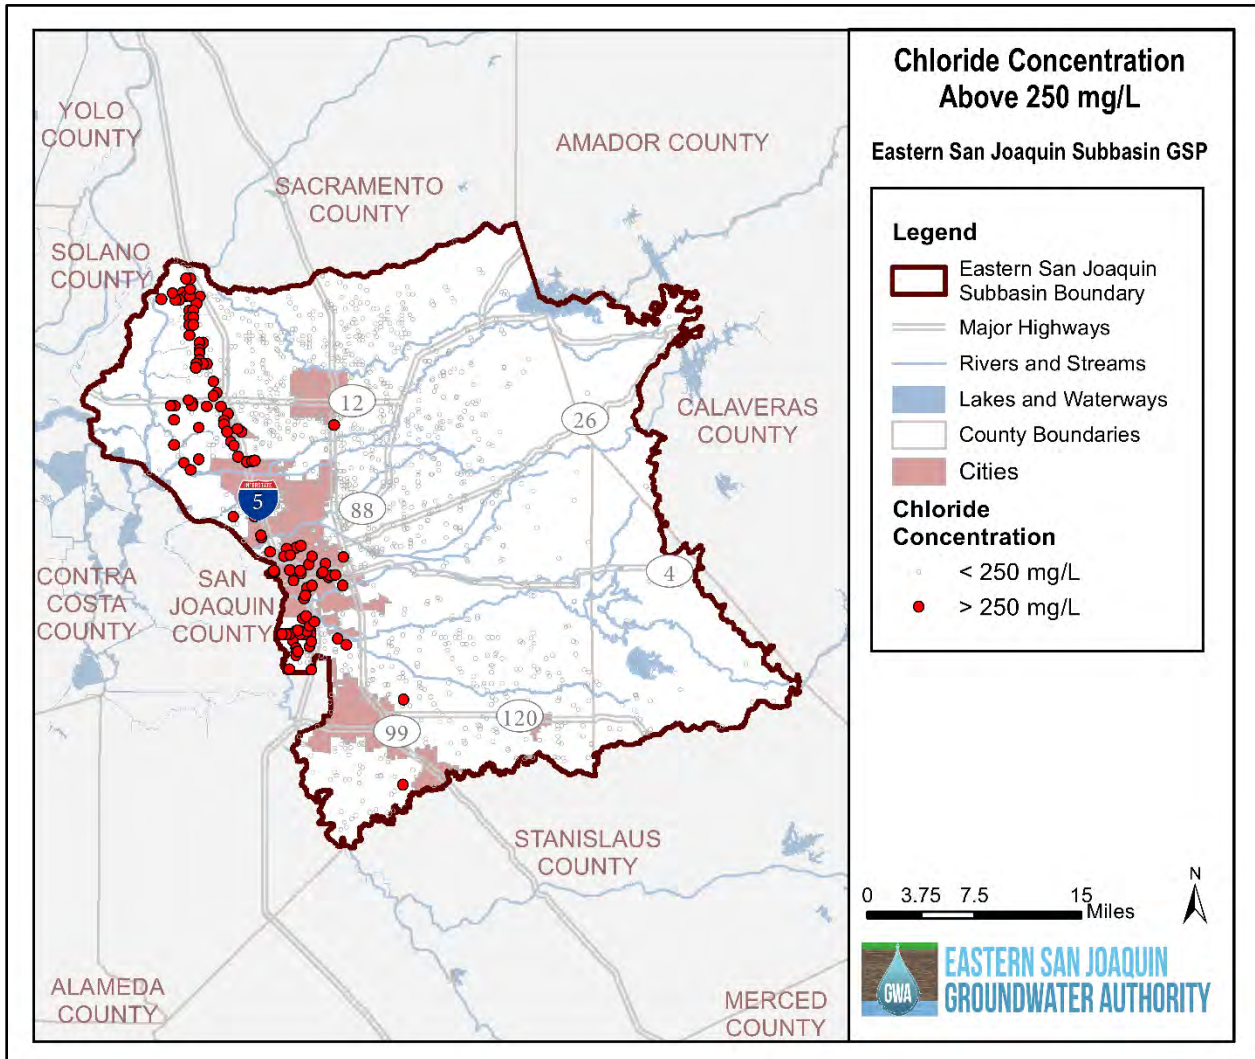 YOLO
COUNTY
AMADOR COUNTY
SACRAMENTO
COUNTY
SOLANO
COUNTY
12
26
CALAVERAS
COUNTY
INTERSTATE
5
88
4
CONTRA
COSTA
COUNTY
SAN
JOAQUIN
COUNTY
120
99
STANISLAUS
COUNTY
ALAMEDA
COUNTY
MERCED
COUNTY
Chloride Concentration
Above 250 mg/L
Eastern San Joaquin Subbasin GSP
Legend
Eastern San Joaquin
Subbasin Boundary
Major Highways
Rivers and Streams
Lakes and Waterways
County Boundaries
Cities
Chloride
Concentration
< 250 mg/L
> 250 mg/L
N
0 3.75 7.5 15
Miles
GWA
EASTERN SAN JOAQUIN
GROUNDWATER AUTHORITY